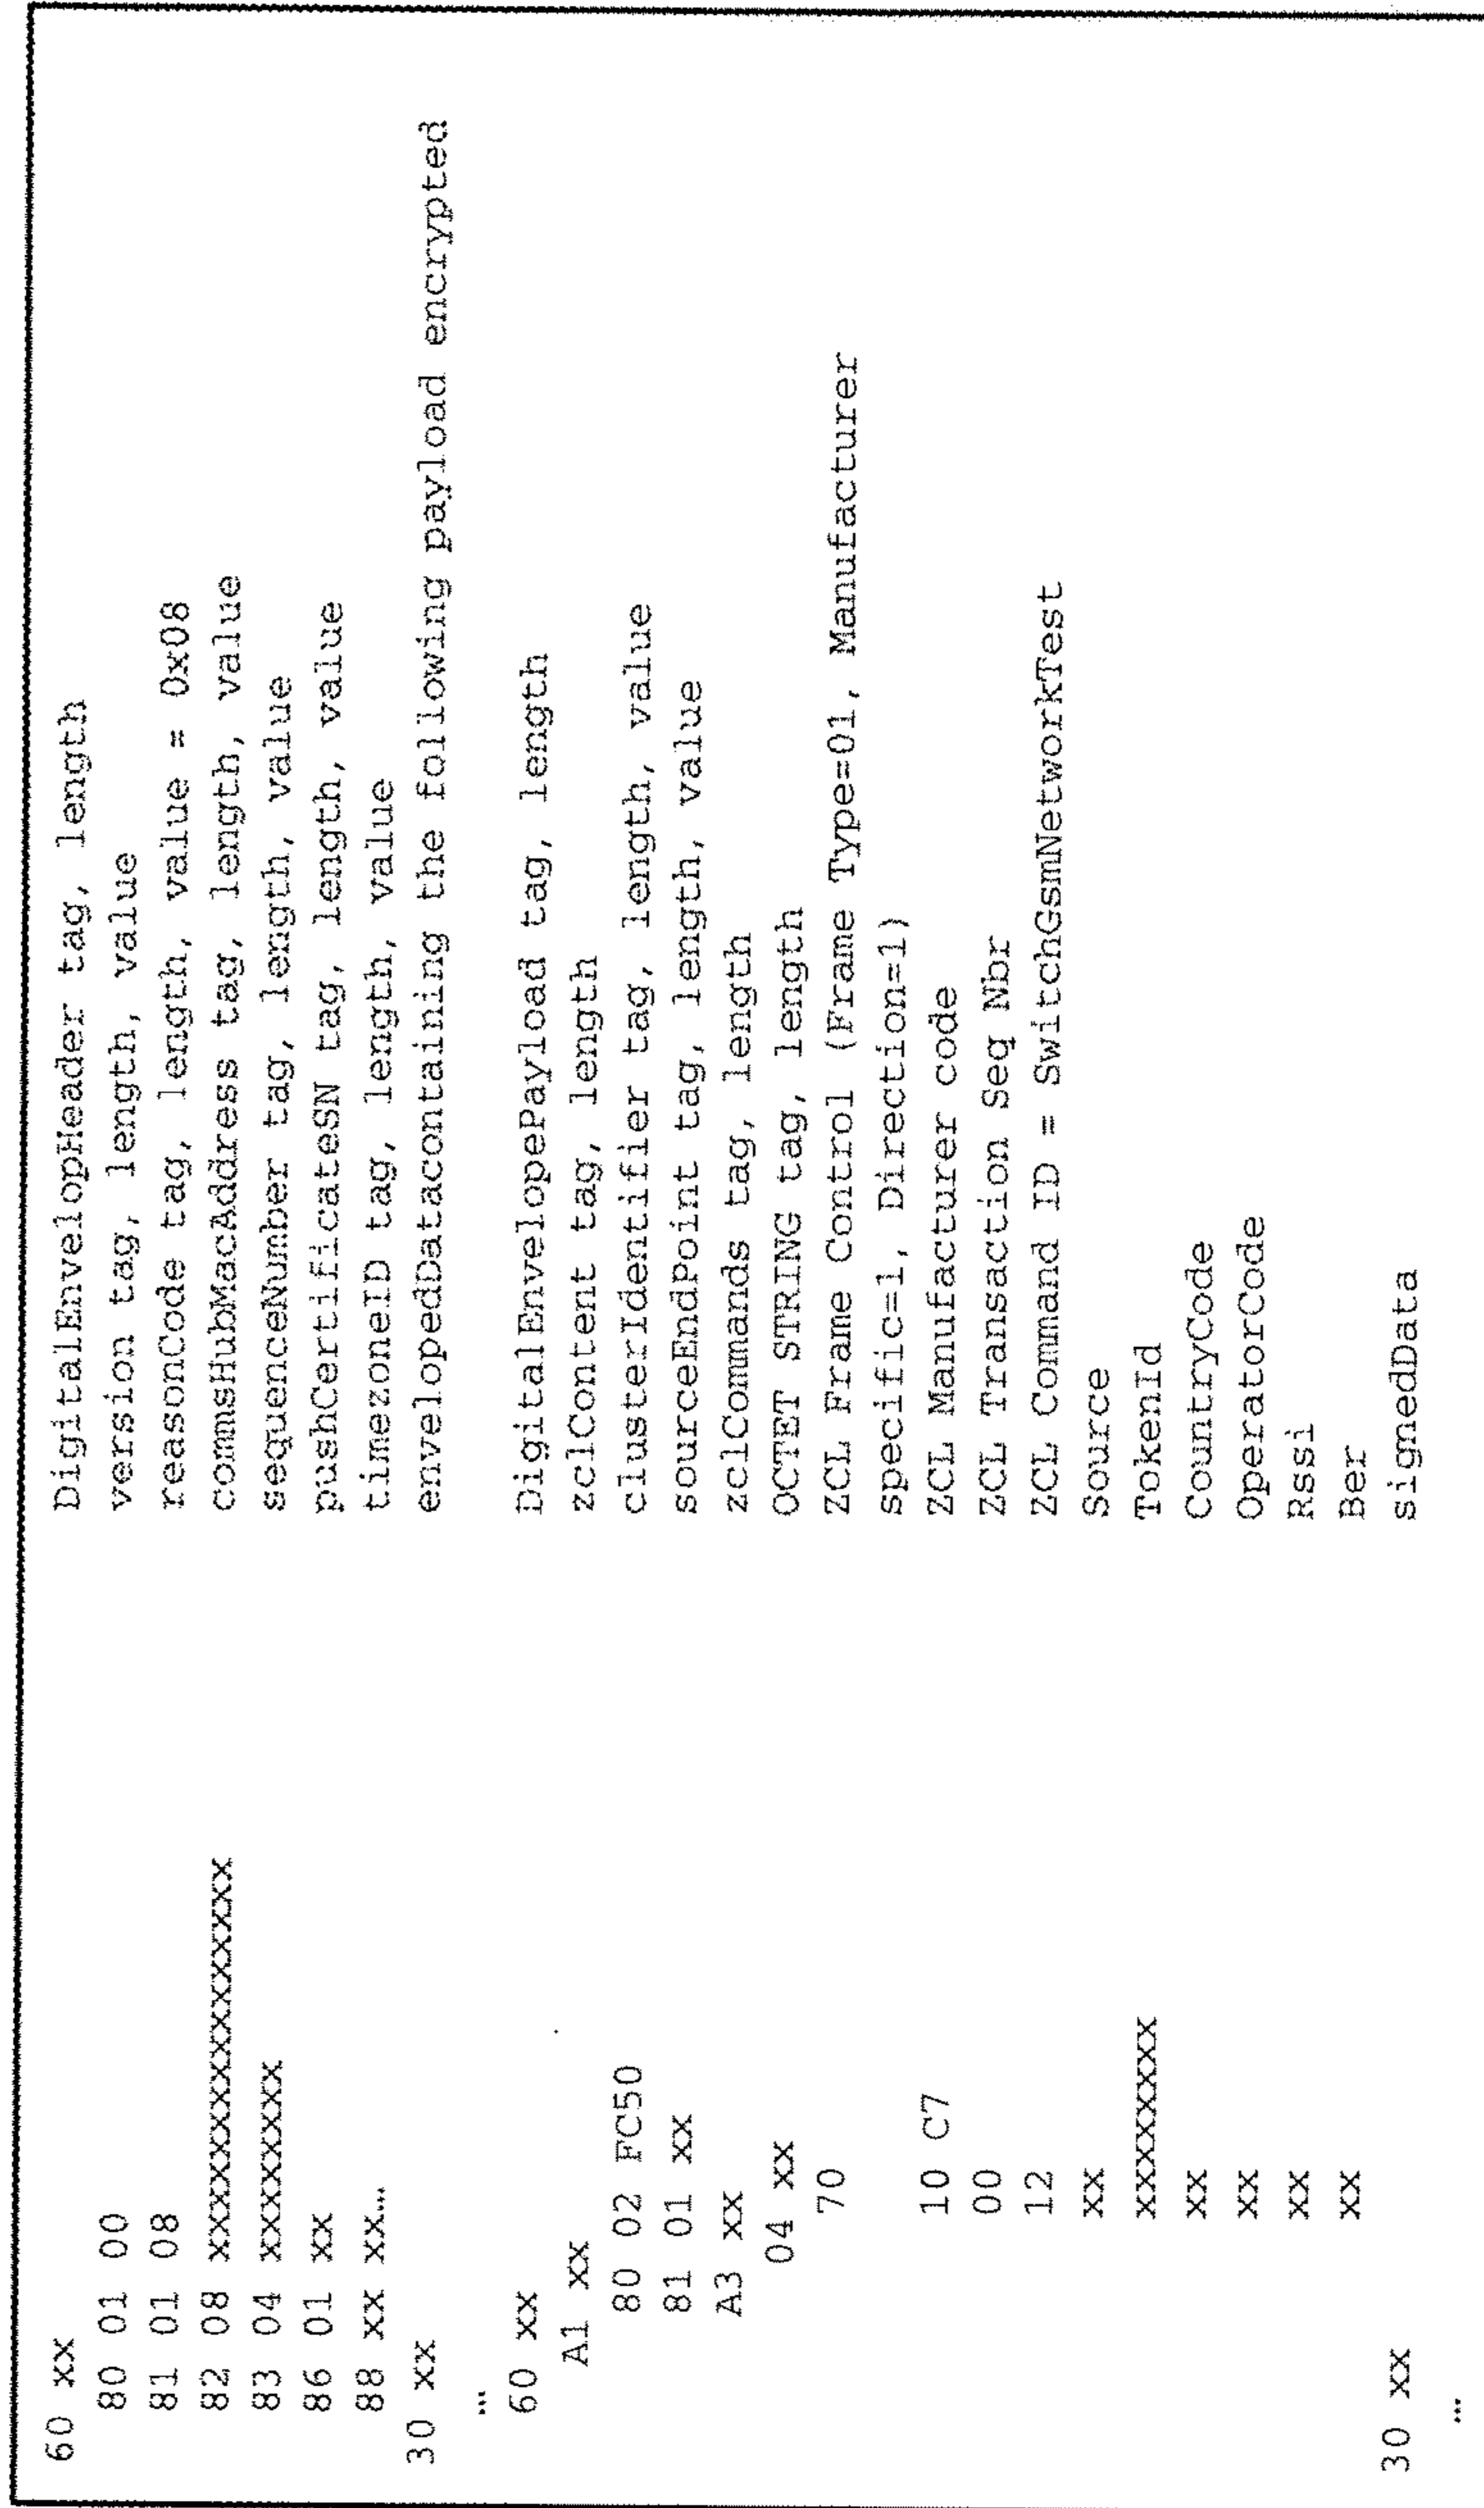 60 xx DigitalEnvelopHeader tag, length
80 01 00 version tag, length, value
81 01 08 reasonCode tag, length, value = 0x08
82 08 xxxxxxxxxxxxxxxx commsHubMacAddress tag, length, value
83 04 xxxxxxxx sequenceNumber tag, length, value
86 01 xx pushCertificateSN tag, length, value
88 xx xx… timezoneID tag, length, value
30 xx envelopedDatacontaining the following payload encrypted
…
60 xx DigitalEnvelopePayload tag, length
A1 xx zclContent tag, length
80 02 FC50 clusterIdentifier tag, length, value
81 01 xx sourceEndPoint tag, length, value
A3 xx zclCommands tag, length
04 xx OCTET STRING tag, length
70 ZCL Frame Control (Frame Type=01, Manufacturer
specific=1, Direction=1)
10 C7 ZCL Manufacturer code
00 ZCL Transaction Seq Nbr
12 ZCL Command ID = SwitchGsmNetworkTest
xx Source
xxxxxxxx TokenId
xx CountryCode
xx OperatorCode
xx Rssi
xx Ber
30 xx signedData
…